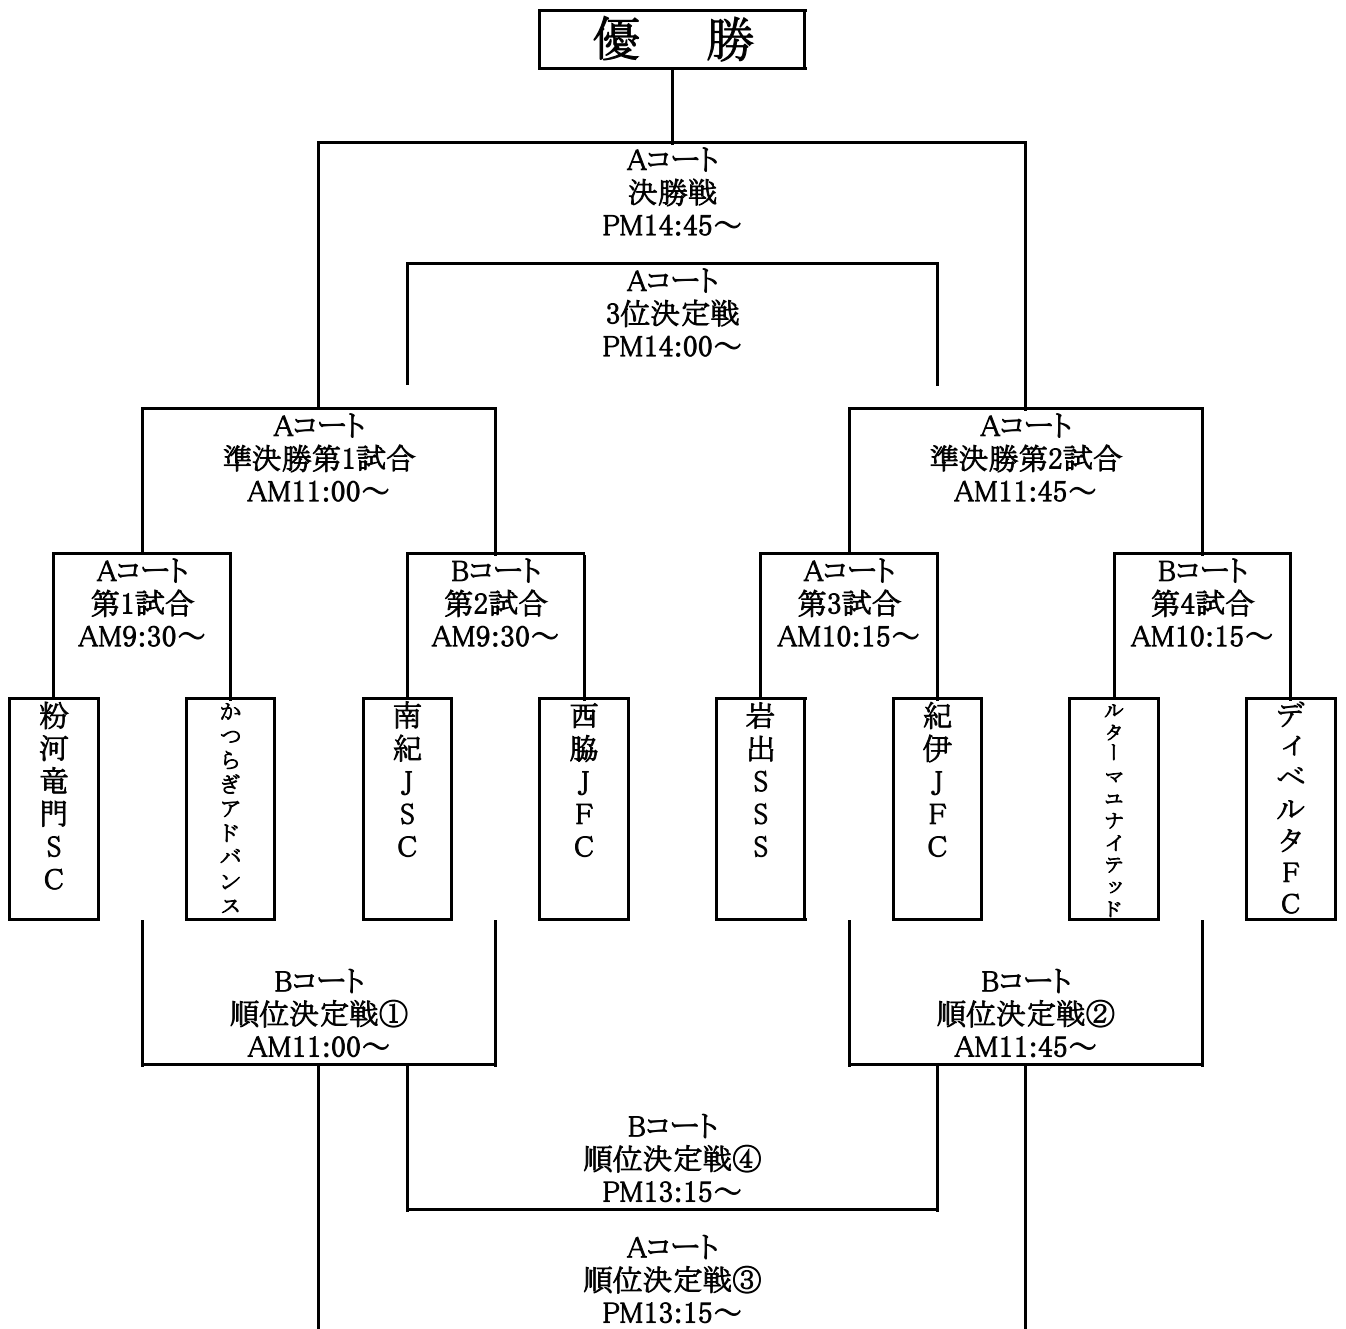 優　勝
Aコート
決勝戦
PM14:45～
Aコート
3位決定戦
PM14:00～
Aコート
準決勝第1試合
AM11:00～
Aコート
準決勝第2試合
AM11:45～
Aコート
第1試合
AM9:30～
Bコート
第2試合
AM9:30～
Aコート
第3試合
AM10:15～
Bコート
第4試合
AM10:15～
粉河竜門SC
かつらぎアドバンス
南紀JSC
西脇JFC
岩出SSS
紀伊JFC
ルターマユナイテッド
ディベルタFC
Bコート
順位決定戦①
AM11:00～
Bコート
順位決定戦②
AM11:45～
Bコート
順位決定戦④
PM13:15～
Aコート
順位決定戦③
PM13:15～